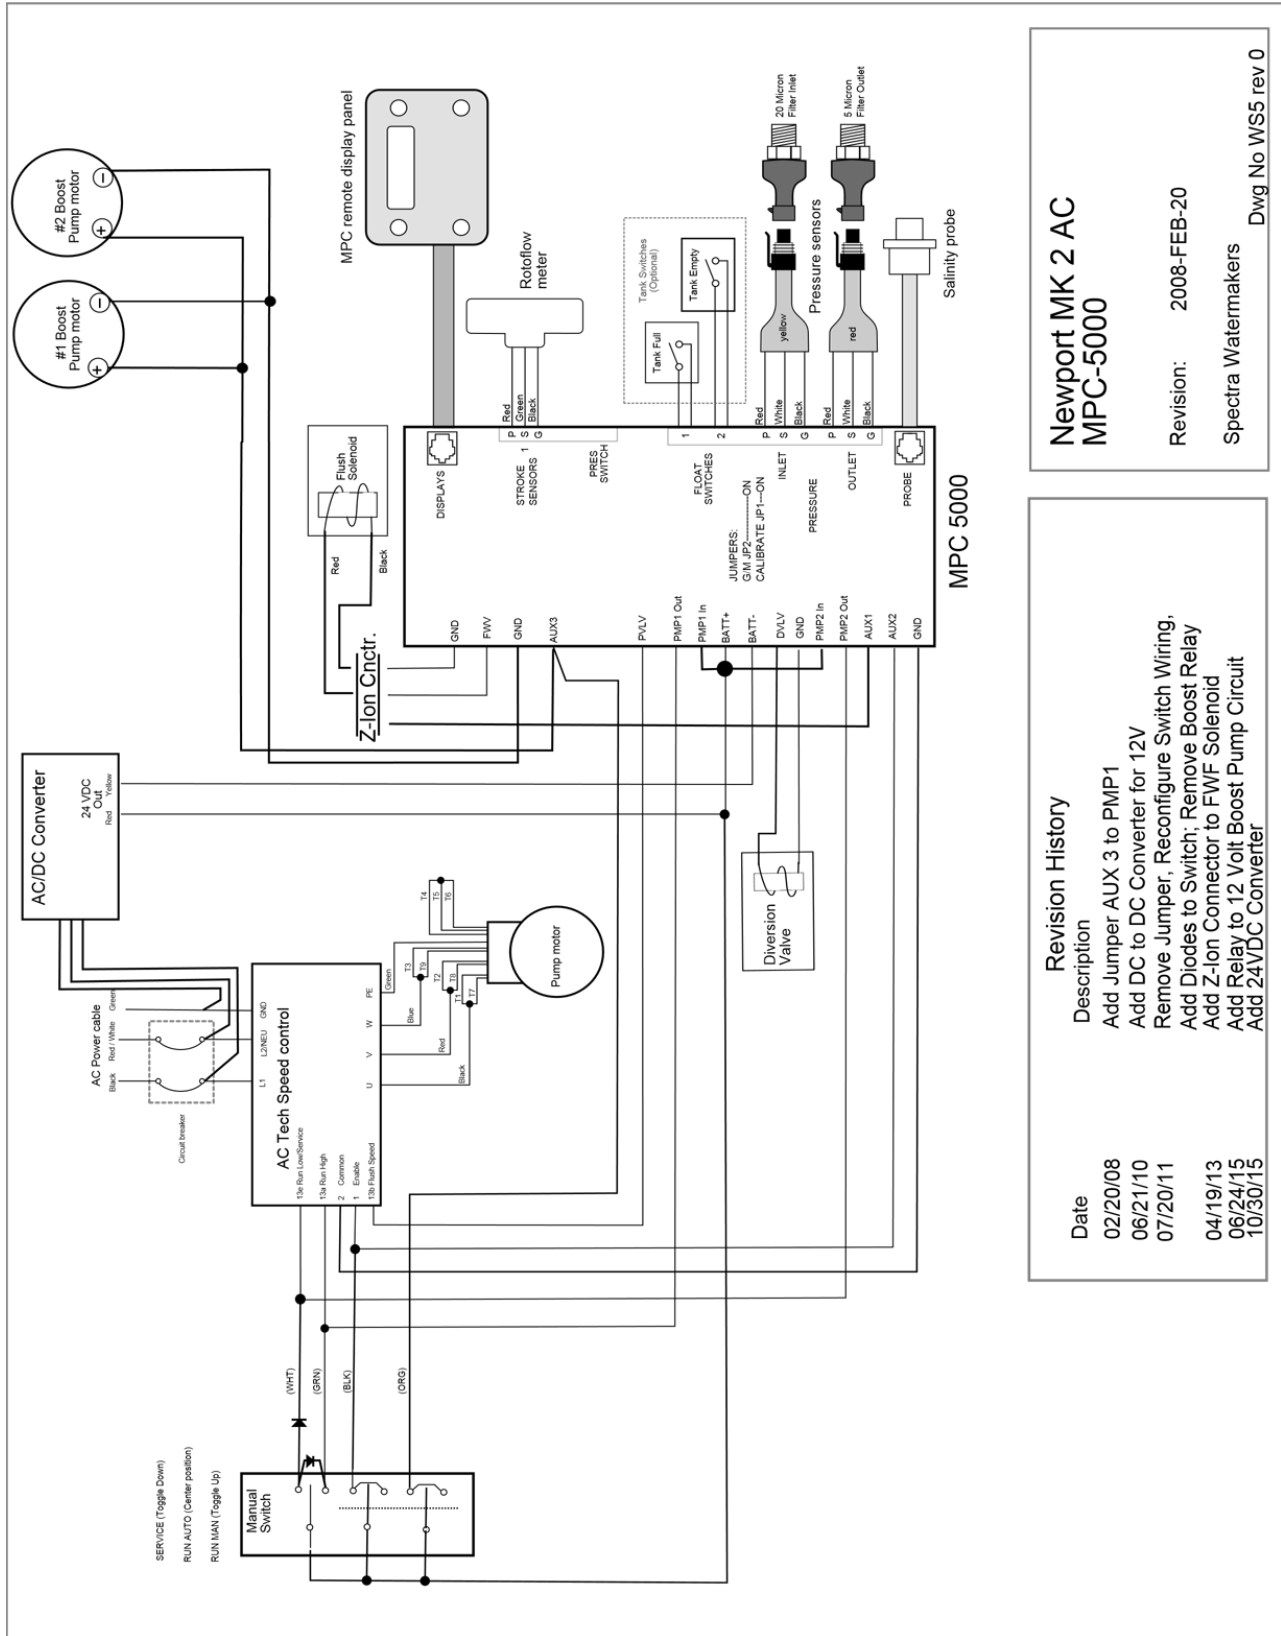 #1 Boost
Pump motor
+
−
#2 Boost
Pump motor
+
−
MPC remote display panel
Rotoflow
meter
Red
Green
Black
Tank Switches
(Optional)
Tank Full
Tank Empty
20 Micron
Filter Inlet
5 Micron
Filter Outlet
Pressure sensors
yellow
red
Red
White
Black
Red
White
Black
Salinity probe
Flush
Solenoid
Red
Black
Z-Ion Cnctr.
DISPLAYS
P
S
G
STROKE 1
SENSORS
PRES.
SWITCH
1
2
FLOAT
SWITCHES
JUMPERS:
G/M JP2------------ON
CALIBRATE JP1---ON
P
S
G
INLET
PRESSURE
P
S
G
OUTLET
PROBE
GND
FWV
GND
AUX3
PVLV
PMP1 Out
PMP1 In
BATT+
BATT-
DVLV
GND
PMP2 In
PMP2 Out
AUX1
AUX2
GND
MPC 5000
AC/DC Converter
24 VDC
Out
Red
Yellow
AC Power cable
Black
Red / White
Green
Circuit breaker
AC Tech Speed control
L1
L2/NEU
GND
13e Run Low/Service
13a Run High
2 Common
1 Enable
13b Flush Speed
U
V
W
PE
Black
Red
Blue
Green
T1
T7
T2
T8
T3
T9
T4
T5
T6
Pump motor
Diversion
Valve
SERVICE (Toggle Down)
RUN AUTO (Center position)
RUN MAN (Toggle Up)
Manual
Switch
(WHT)
(GRN)
(BLK)
(ORG)
Revision History
Date Description
02/20/08 Add Jumper AUX 3 to PMP1
06/21/10 Add DC to DC Converter for 12V
07/20/11 Remove Jumper, Reconfigure Switch Wiring,
Add Diodes to Switch; Remove Boost Relay
04/19/13 Add Z-Ion Connector to FWF Solenoid
06/24/15 Add Relay to 12 Volt Boost Pump Circuit
10/30/15 Add 24VDC Converter
Newport MK 2 AC
MPC-5000
Revision: 2008-FEB-20
Spectra Watermakers
Dwg No WS5 rev 0